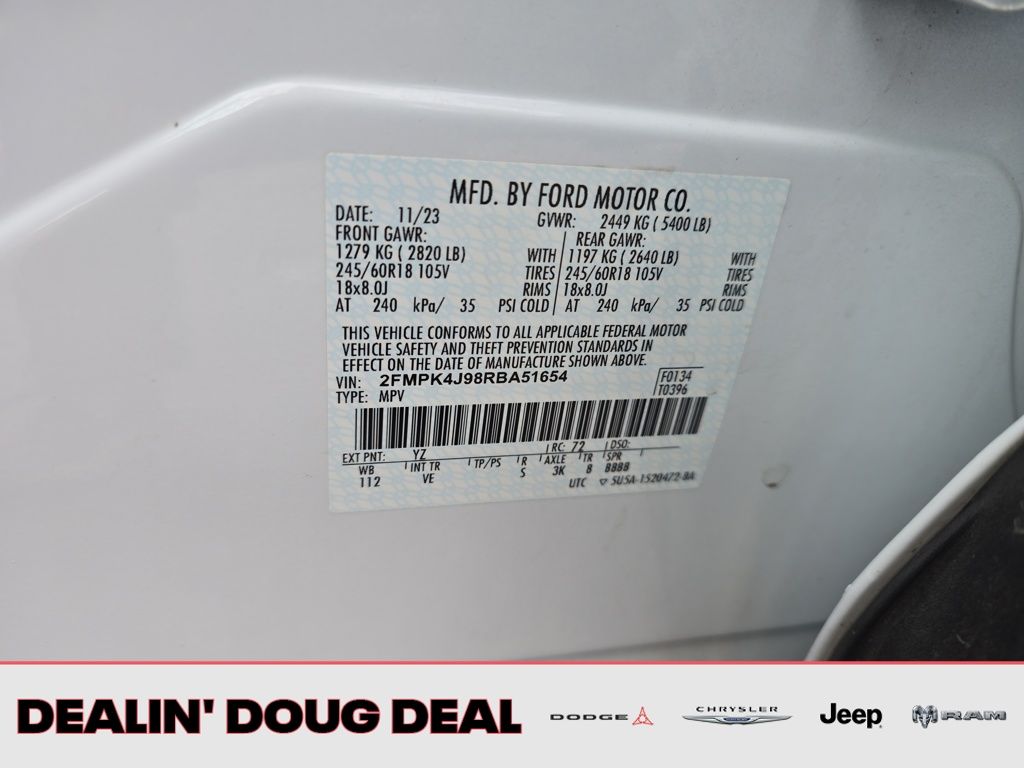 MFD. BY FORD MOTOR CO.
DATE: 11/23 GVWR: 2449 KG ( 5400 LB)
FRONT GAWR: REAR GAWR:
1279 KG ( 2820 LB) WITH 1197 KG ( 2640 LB) WITH
245/60R18 105V TIRES 245/60R18 105V TIRES
18x8.0J RIMS 18x8.0J RIMS
AT 240 kPa/ 35 PSI COLD AT 240 kPa/ 35 PSI COLD
THIS VEHICLE CONFORMS TO ALL APPLICABLE FEDERAL MOTOR
VEHICLE SAFETY AND THEFT PREVENTION STANDARDS IN
EFFECT ON THE DATE OF MANUFACTURE SHOWN ABOVE.
VIN: 2FMPK4J98RBA51654 F0134
TYPE: MPV T0396
EXT PNT: YZ RC: 72 DSO:
WB INT TR TP/PS R AXLE TR SPR
112 VE S 3K 8 BBBB
UTC ▽ 5U5A-1520472-BA
DEALIN' DOUG DEAL DODGE CHRYSLER Jeep RAM